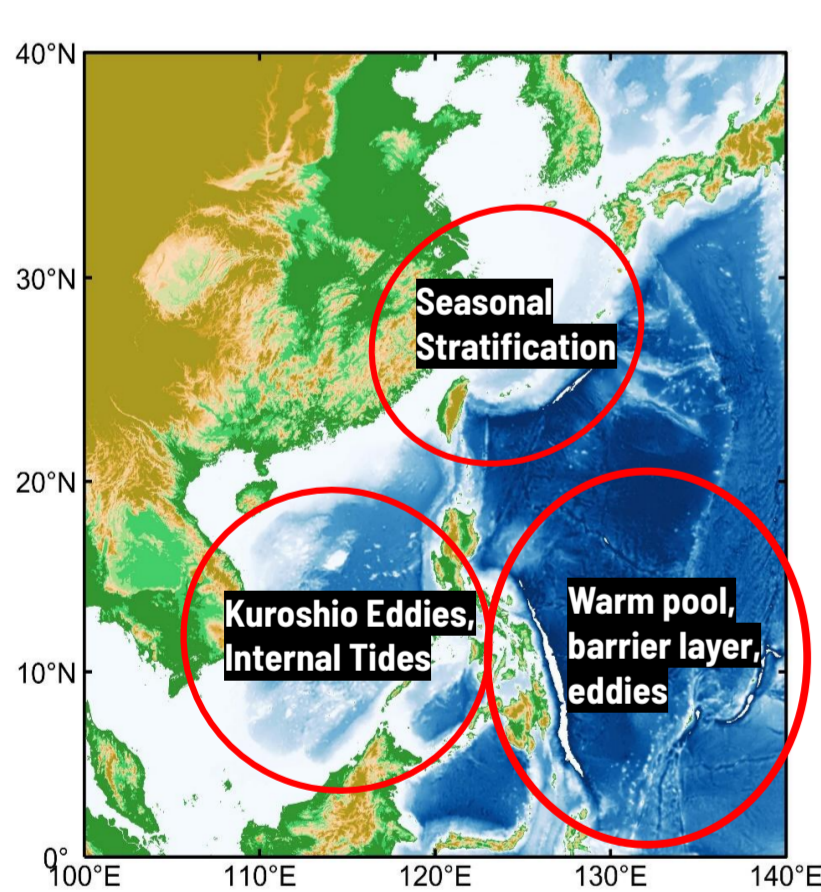 40°N
30°N
Seasonal
Stratification
20°N
Kuroshio Eddies,
Internal Tides
Warm pool,
barrier layer,
eddies
10°N
0°
100°E
110°E
120°E
130°E
140°E